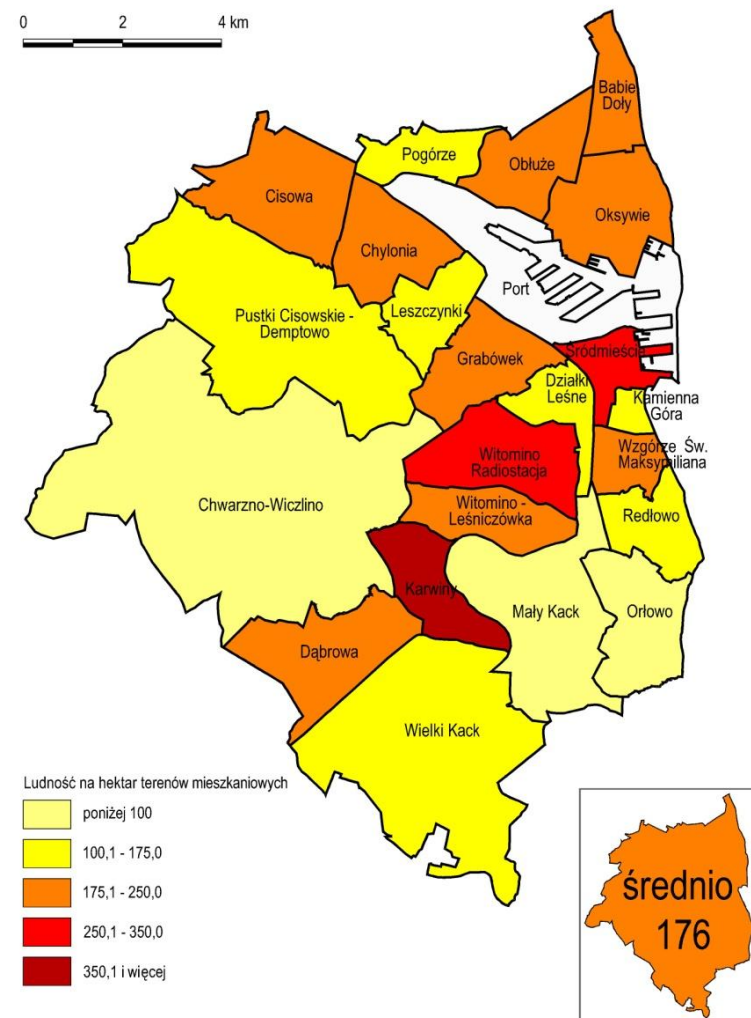 0 2 4 km
Babie
Doły
Pogórze
Obłuże
Cisowa
Oksywie
Chylonia
Port
Leszczynki
Pustki Cisowskie -
Demptowo
Śródmieście
Grabówek
Działki
Leśne
Kamienna
Góra
Wzgórze Św.
Maksymiliana
Witomino
Radiostacja
Chwarzno-Wiczlino
Witomino -
Leśniczówka
Redłowo
Karwiny
Mały Kack
Orłowo
Dąbrowa
Wielki Kack
Ludność na hektar terenów mieszkaniowych
poniżej 100
100,1 - 175,0
175,1 - 250,0
250,1 - 350,0
350,1 i więcej
średnio
176